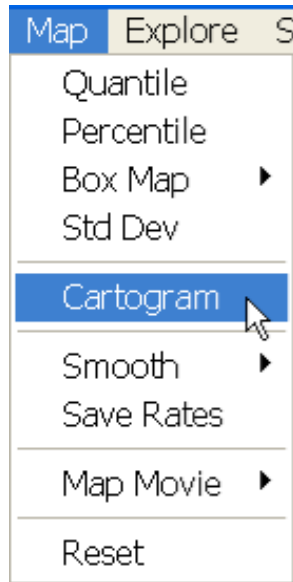 Map Explore S
Quantile
Percentile
Box Map
Std Dev
Cartogram
Smooth
Save Rates
Map Movie
Reset